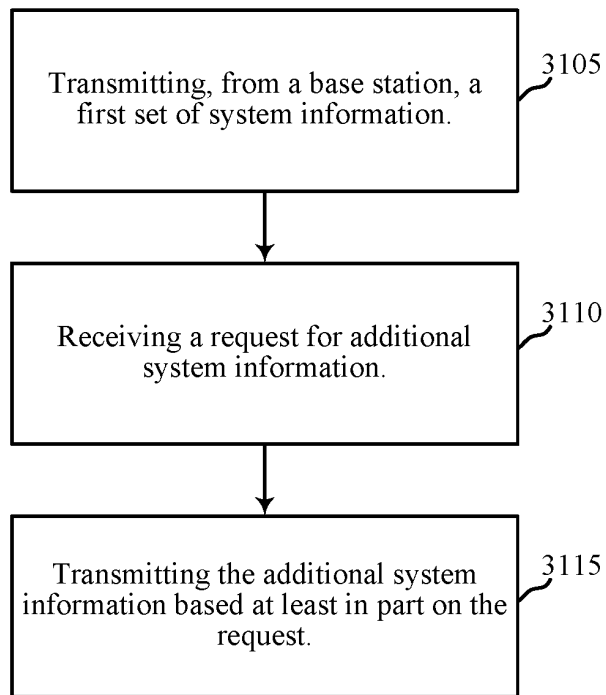 Transmitting, from a base station, a
first set of system information.
3105
Receiving a request for additional
system information.
3110
Transmitting the additional system
information based at least in part on the
request.
3115